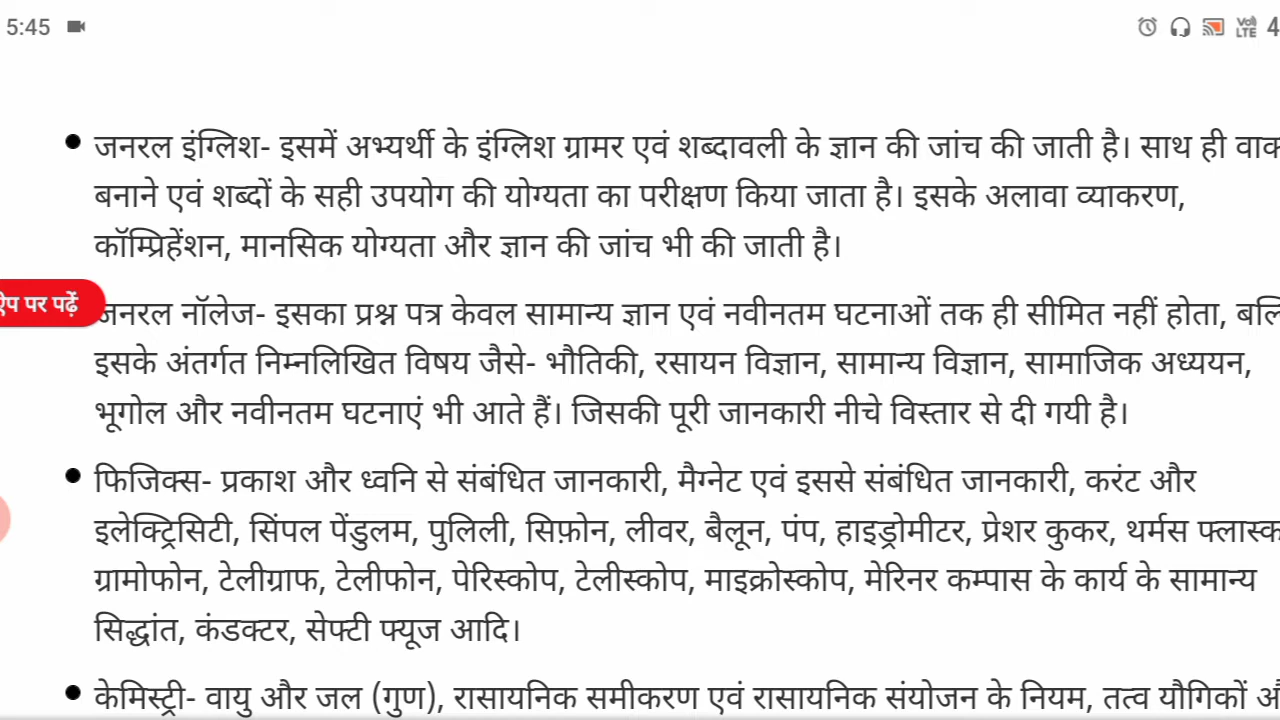 5:45
VoLTE 4
जनरल इंग्लिश- इसमें अभ्यर्थी के इंग्लिश ग्रामर एवं शब्दावली के ज्ञान की जांच की जाती है। साथ ही
बनाने एवं शब्दों के सही उपयोग की योग्यता का परीक्षण किया जाता है। इसके अलावा व्याकरण,
कॉम्प्रिहेंशन, मानसिक योग्यता और ज्ञान की जांच भी की जाती है।
पर पढ़ें
जनरल नॉलेज- इसका प्रश्न पत्र केवल सामान्य ज्ञान एवं नवीनतम घटनाओं तक ही सीमित नहीं होता,
इसके अंतर्गत निम्नलिखित विषय जैसे- भौतिकी, रसायन विज्ञान, सामान्य विज्ञान, सामाजिक अध्ययन,
भूगोल और नवीनतम घटनाएं भी आते हैं। जिसकी पूरी जानकारी नीचे विस्तार से दी गयी है।
फिजिक्स- प्रकाश और ध्वनि से संबंधित जानकारी, मैग्नेट एवं इससे संबंधित जानकारी, करंट और
इलेक्ट्रिसिटी, सिंपल पेंडुलम, पुलिली, सिफ़ोन, लीवर, बैलून, पंप, हाइड्रोमीटर, प्रेशर कुकर, थर्मस फ्लास्क
ग्रामोफोन, टेलीग्राफ, टेलीफोन, पेरिस्कोप, टेलीस्कोप, माइक्रोस्कोप, मेरिनर कम्पास के कार्य के सामान्य
सिद्धांत, कंडक्टर, सेफ्टी फ्यूज आदि।
केमिस्ट्री- वायु और जल (गुण), रासायनिक समीकरण एवं रासायनिक संयोजन के नियम, तत्व यौगिकों